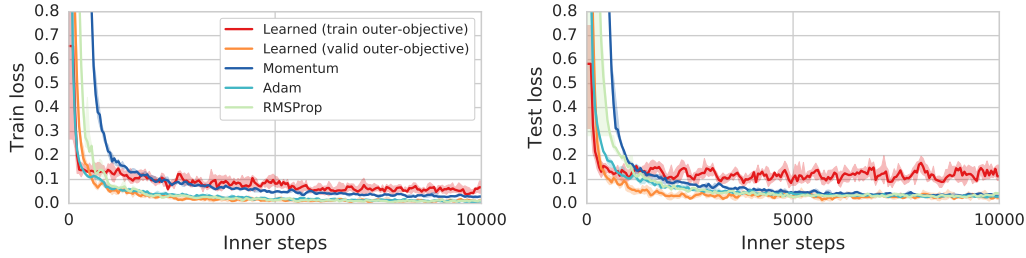 0.8
0.7
0.6
0.5
0.4
0.3
0.2
0.1
0.0
Train loss
0
5000
10000
Inner steps
Learned (train outer-objective)
Learned (valid outer-objective)
Momentum
Adam
RMSProp
0.8
0.7
0.6
0.5
0.4
0.3
0.2
0.1
0.0
Test loss
0
5000
10000
Inner steps